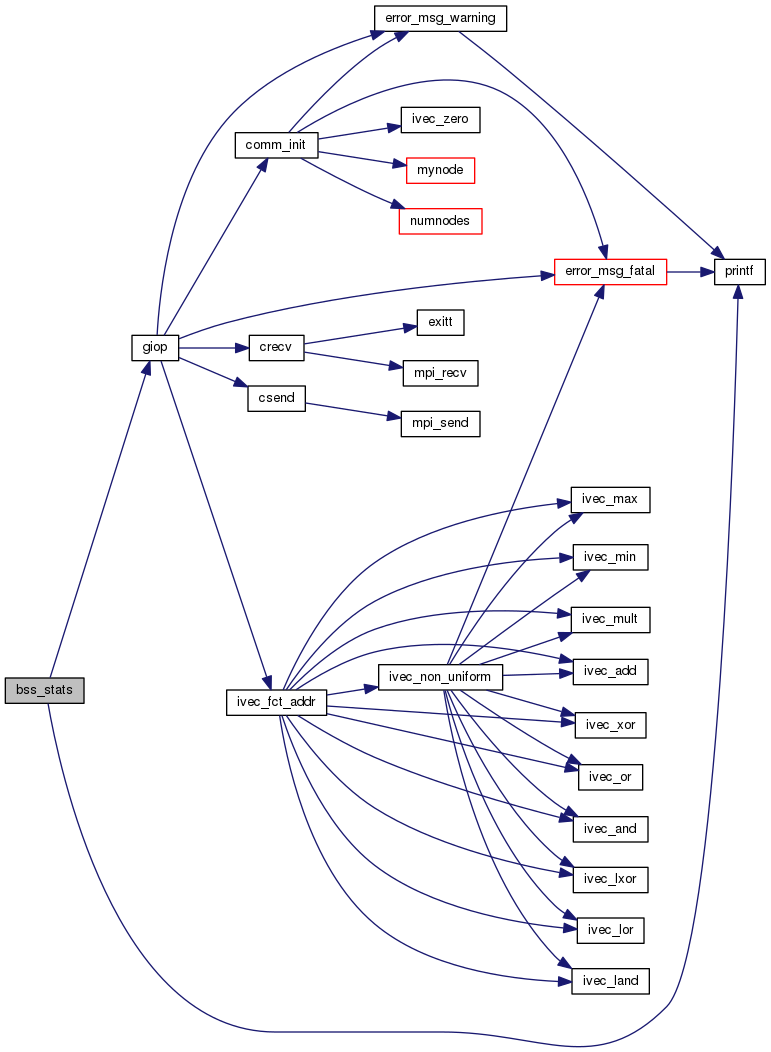 error_msg_warning
ivec_zero
comm_init
mynode
numnodes
error_msg_fatal
printf
exitt
giop
crecv
mpi_recv
csend
mpi_send
ivec_max
ivec_min
ivec_mult
ivec_add
ivec_non_uniform
bss_stats
ivec_fct_addr
ivec_xor
ivec_or
ivec_and
ivec_lxor
ivec_lor
ivec_land